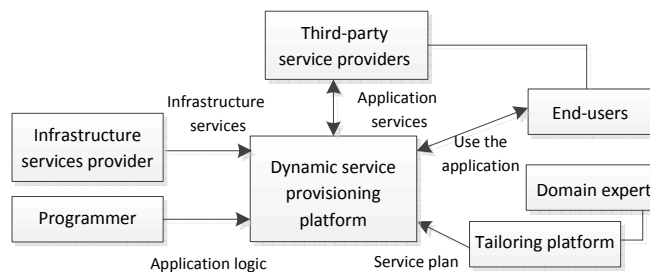 Third-party
service providers
Infrastructure
services
Application
services
End-users
Infrastructure
services provider
Dynamic service
provisioning
platform
Use the
application
Domain expert
Programmer
Tailoring platform
Application logic
Service plan